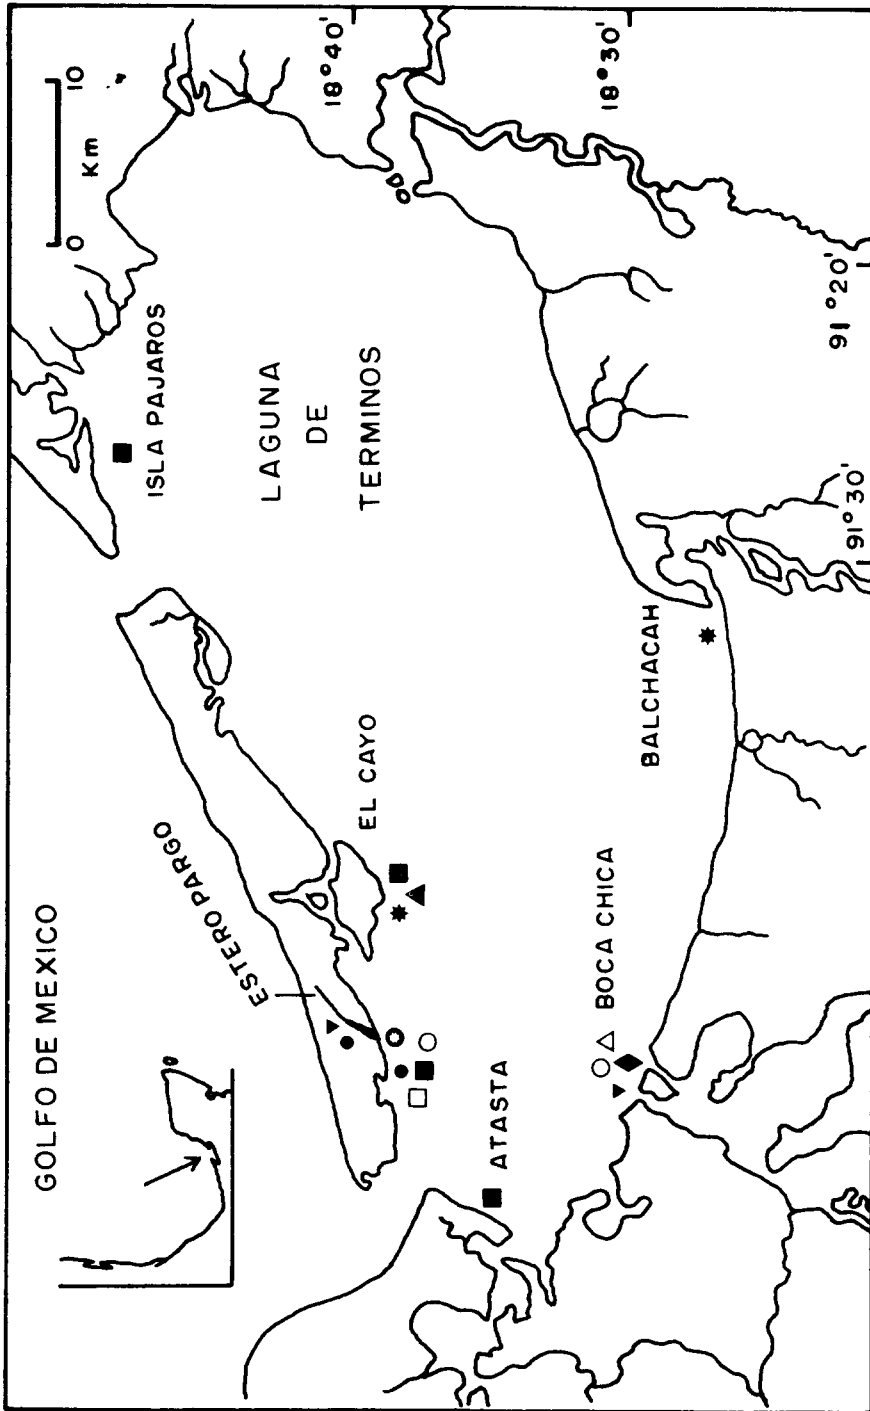 GOLFO DE MEXICO
ESTERO PARGO
ISLA PAJAROS
Km
0 10
18°40'
LAGUNA
DE
TERMINOS
EL CAYO
ATASTA
BOCA CHICA
BALCHACAH
18°30'
91°30'
91°20'